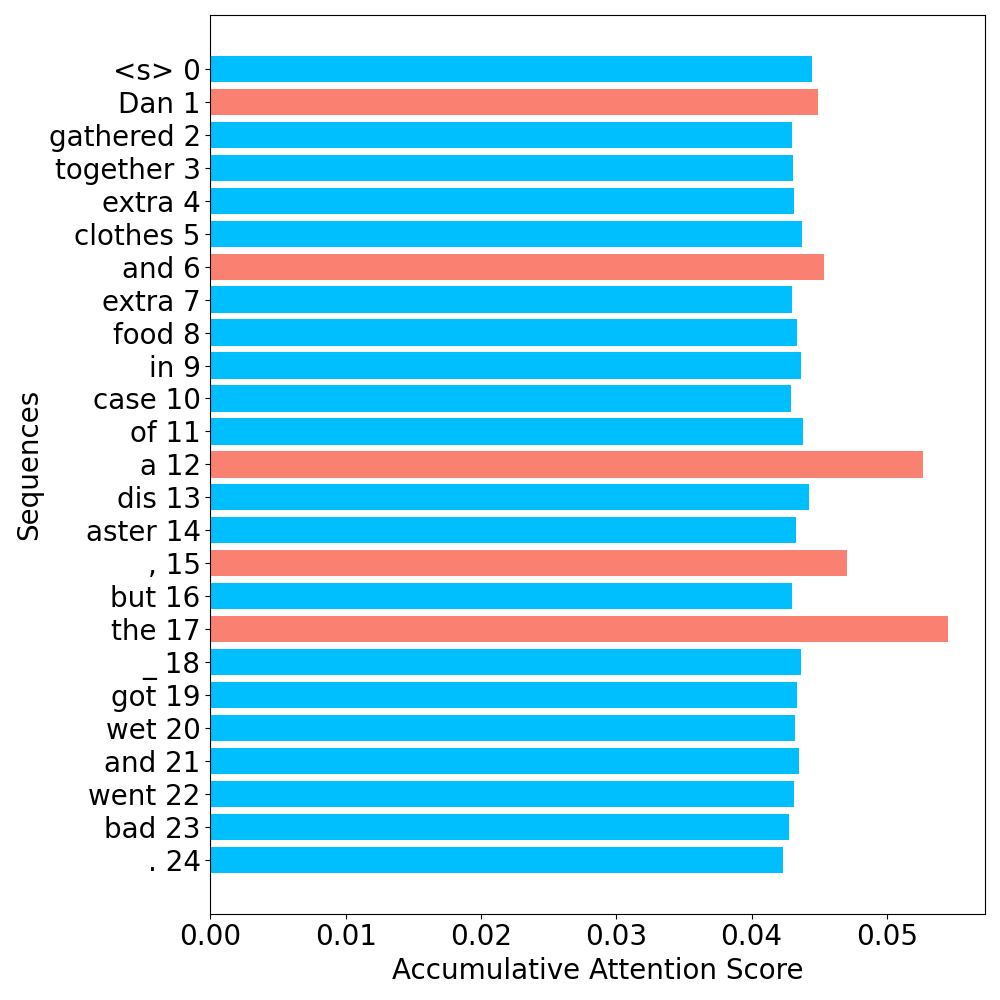 <s> 0
Dan 1
gathered 2
together 3
extra 4
clothes 5
and 6
extra 7
food 8
in 9
case 10
of 11
a 12
dis 13
aster 14
, 15
but 16
the 17
_ 18
got 19
wet 20
and 21
went 22
bad 23
. 24
Sequences
0.00 0.01 0.02 0.03 0.04 0.05
Accumulative Attention Score